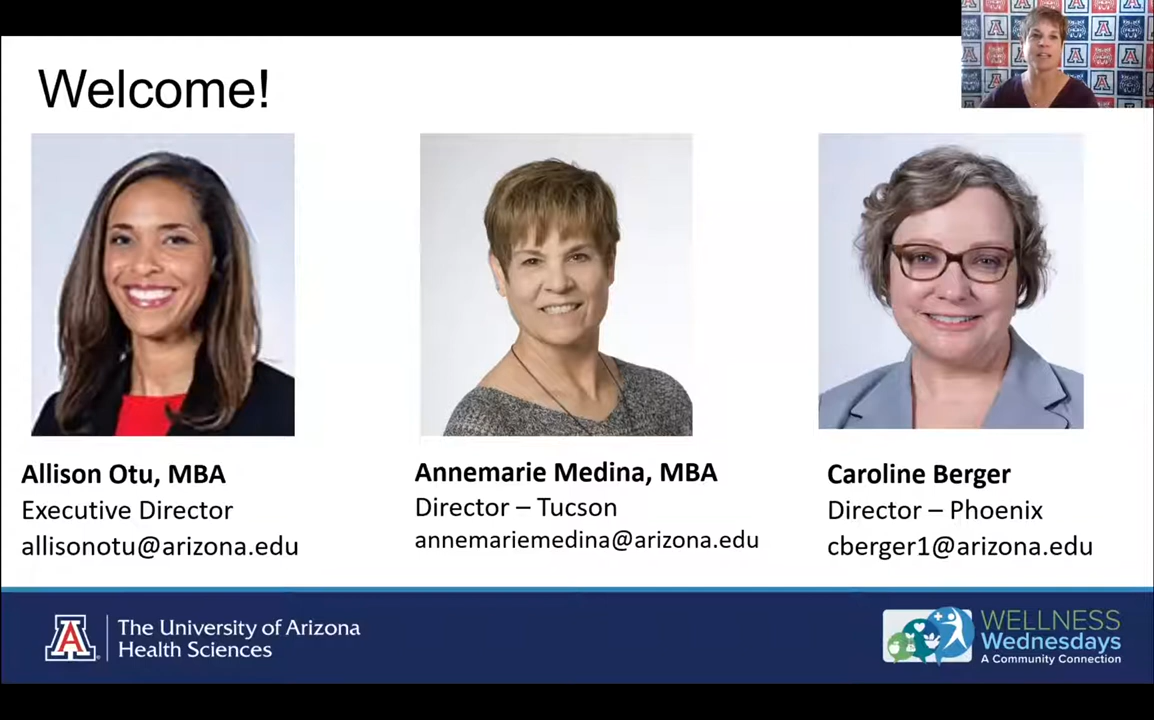 Welcome!
Allison Otu, MBA
Executive Director
allisonotu@arizona.edu
Annemarie Medina, MBA
Director – Tucson
annemariemedina@arizona.edu
Caroline Berger
Director – Phoenix
cberger1@arizona.edu
A
The University of Arizona
Health Sciences
WELLNESS
Wednesdays
A Community Connection